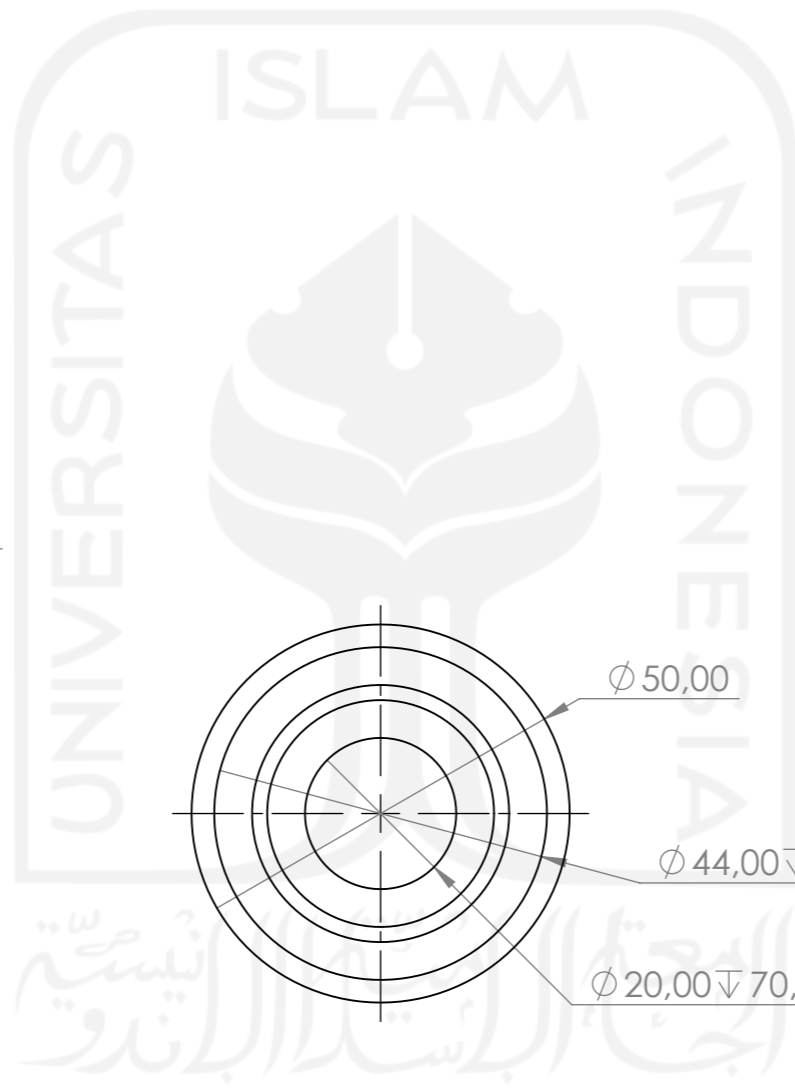 ISLAM
UNIVERSITAS
INDONESIA
∅ 50,00
∅ 44,00↧
∅ 20,00↧ 70,